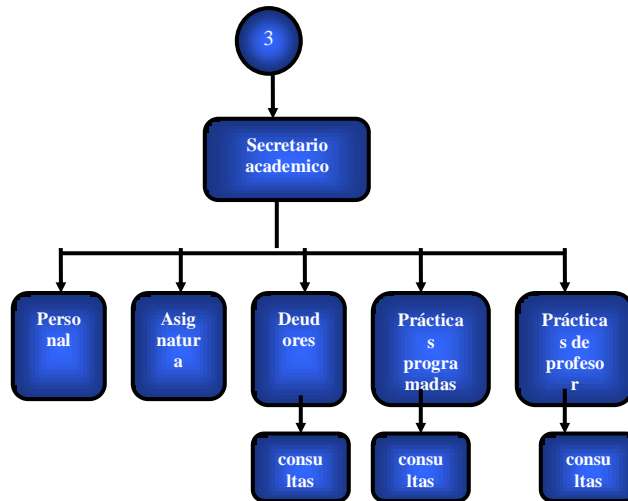 3
Secretario
academico
Perso
nal
Asig
natur
a
Deud
ores
Práctica
s
progra
madas
Práctica
s de
profeso
r
consu
ltas
consu
ltas
consu
ltas